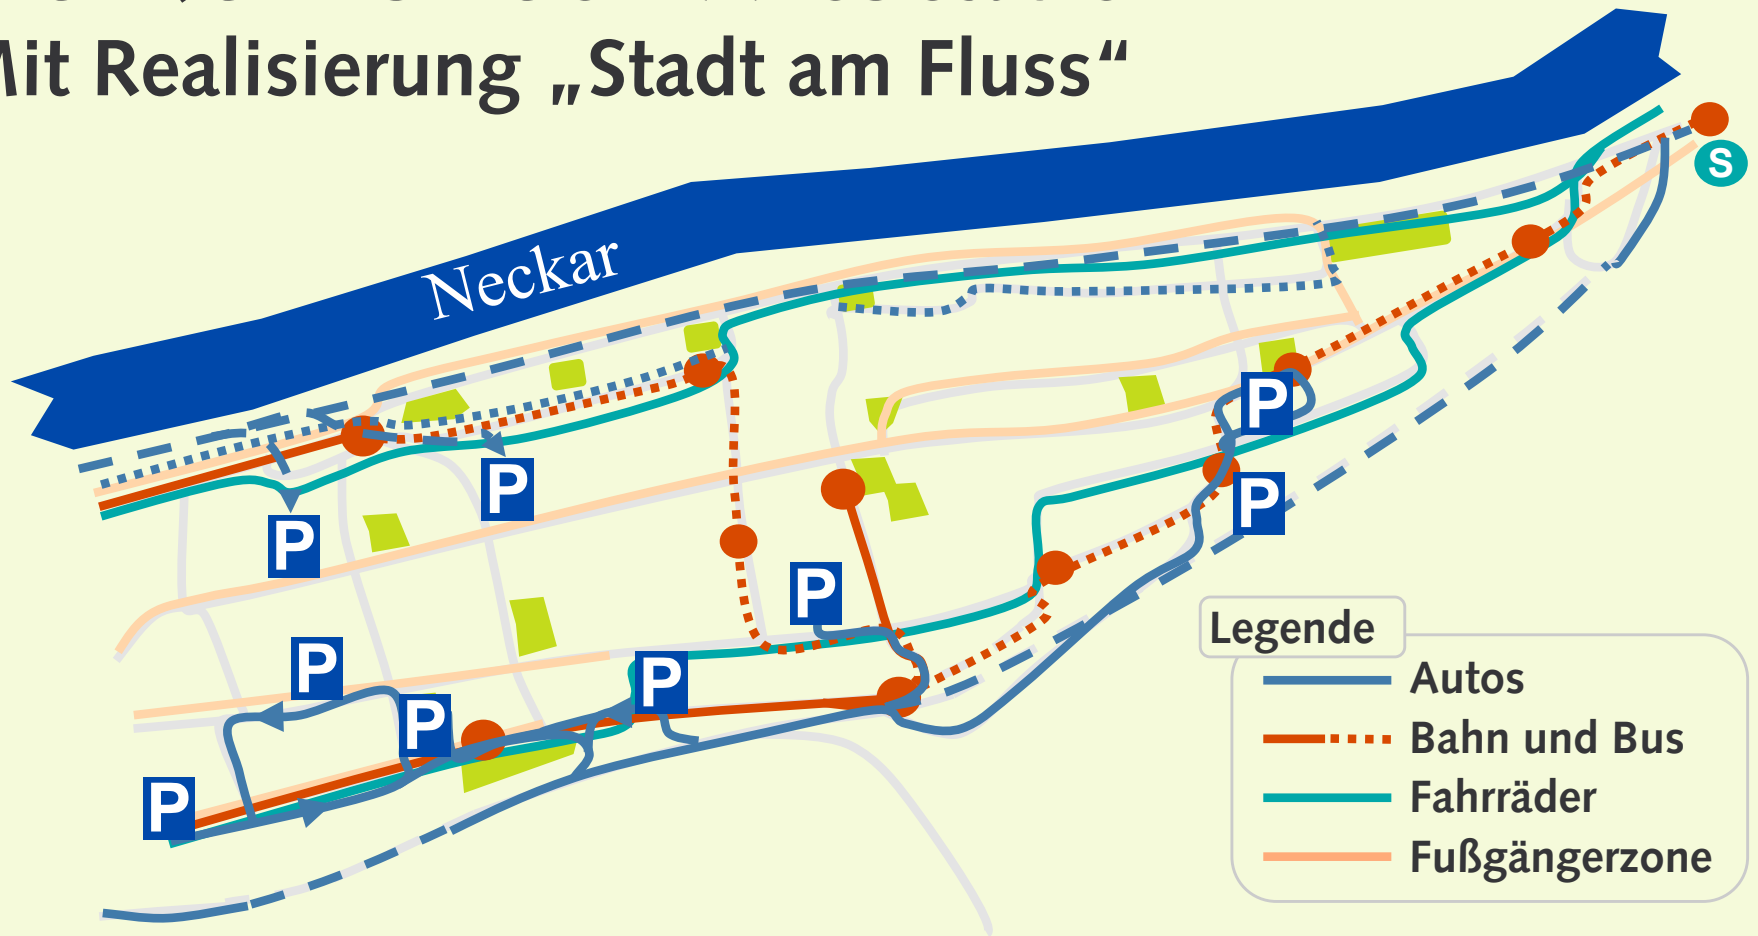 Mit Realisierung „Stadt am Fluss“
S
Neckar
P
P
P
P
P
P
P
P
P
Legende
Autos
Bahn und Bus
Fahrräder
Fußgängerzone